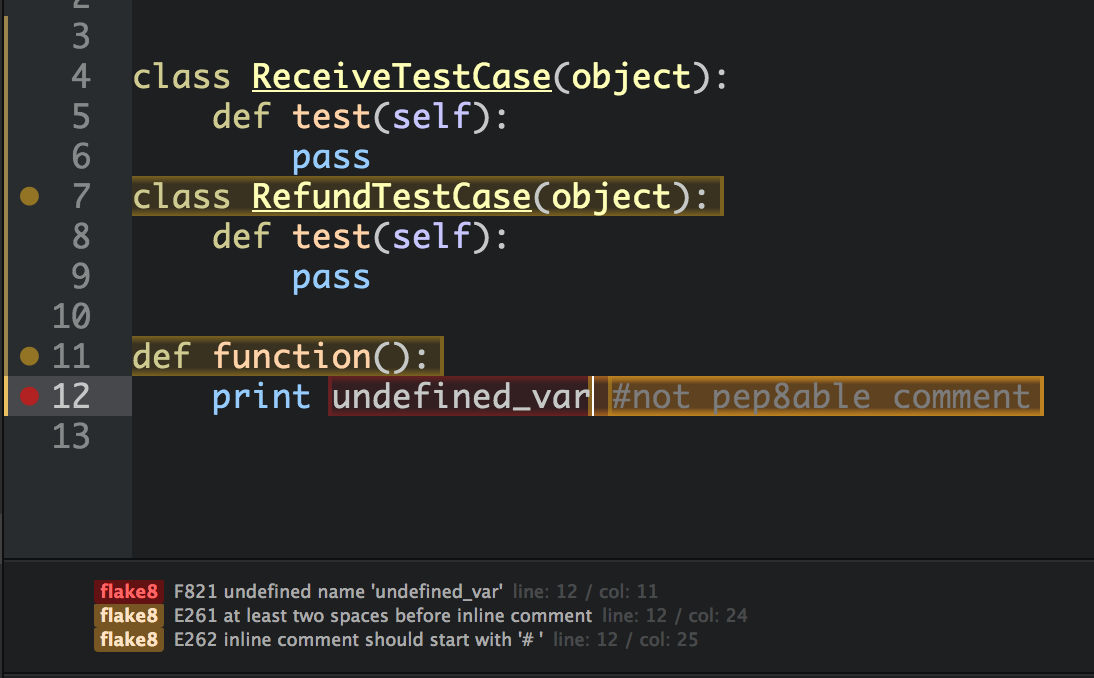 2
3
4 class ReceiveTestCase(object):
5 def test(self):
6 pass
7 class RefundTestCase(object):
8 def test(self):
9 pass
10
11 def function():
12 print undefined_var #not pep8able comment
13
flake8 F821 undefined name 'undefined_var' line: 12 / col: 11
flake8 E261 at least two spaces before inline comment line: 12 / col: 24
flake8 E262 inline comment should start with '# ' line: 12 / col: 25